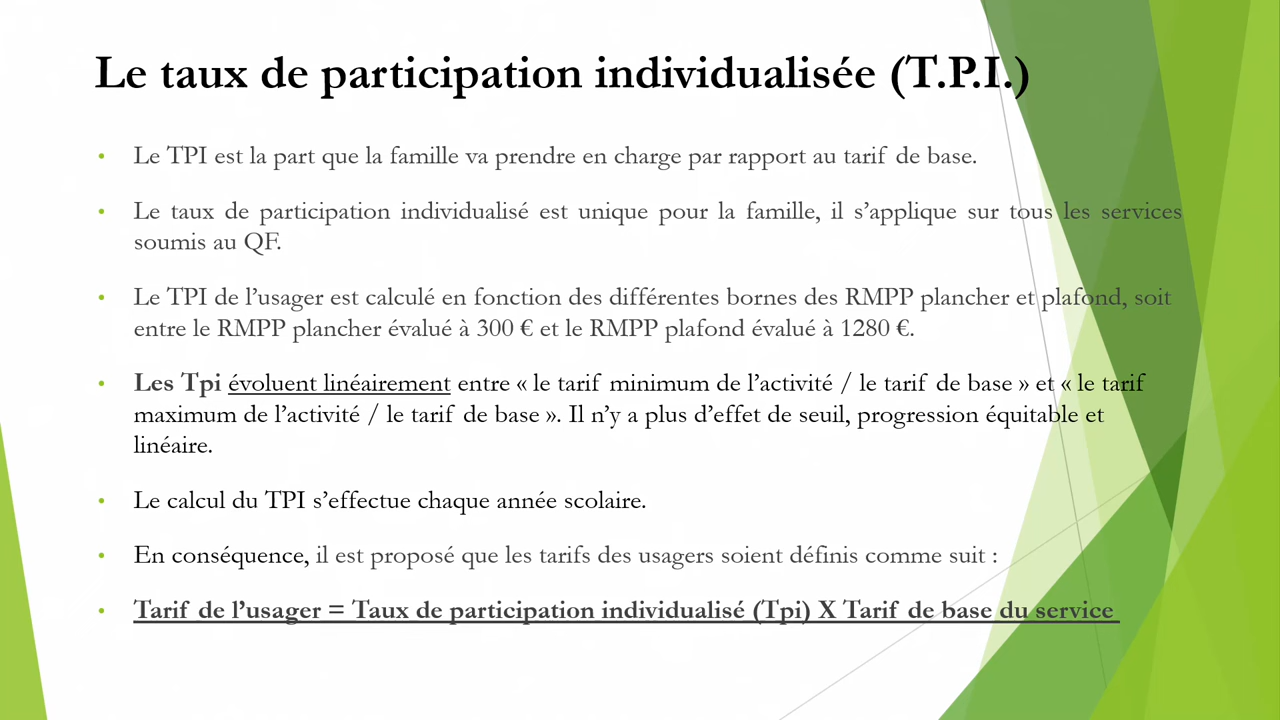 Le taux de participation individualisée (T.P.I.)
• Le TPI est la part que la famille va prendre en charge par rapport au tarif de base.
• Le taux de participation individualisé est unique pour la famille, il s’applique sur tous les services
soumis au QF.
• Le TPI de l’usager est calculé en fonction des différentes bornes des RMPP plancher et plafond, soit
entre le RMPP plancher évalué à 300 € et le RMPP plafond évalué à 1280 €.
• Les Tpi évoluent linéairement entre « le tarif minimum de l’activité / le tarif de base » et « le tarif
maximum de l’activité / le tarif de base ». Il n’y a plus d’effet de seuil, progression équitable et
linéaire.
• Le calcul du TPI s’effectue chaque année scolaire.
• En conséquence, il est proposé que les tarifs des usagers soient définis comme suit :
• Tarif de l’usager = Taux de participation individualisé (Tpi) X Tarif de base du service